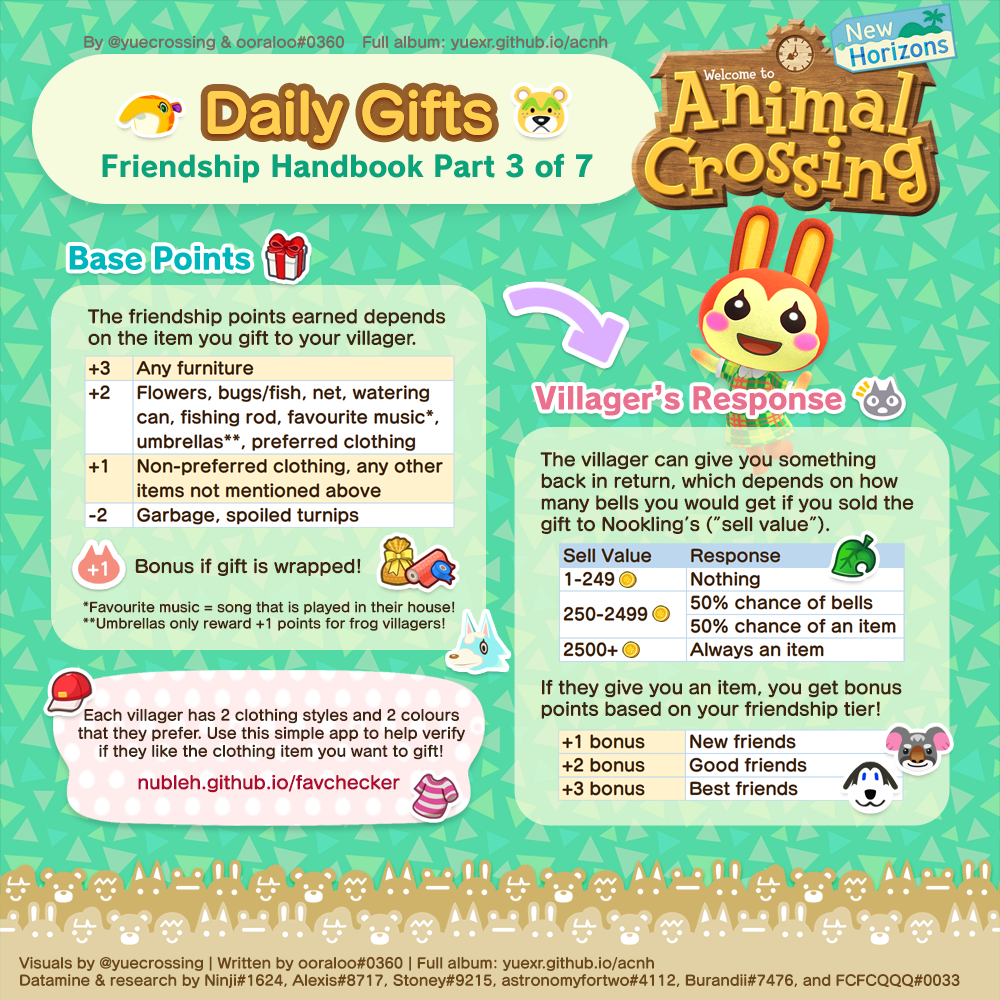 By @yuecrossing & ooraloo#0360 Full album: yuexr.github.io/acnh
Welcome to
Animal
Crossing
New
Horizons
Daily Gifts
Friendship Handbook Part 3 of 7
Base Points
The friendship points earned depends
on the item you gift to your villager.
+3 Any furniture
+2 Flowers, bugs/fish, net, watering
can, fishing rod, favourite music*,
umbrellas**, preferred clothing
+1 Non-preferred clothing, any other
items not mentioned above
-2 Garbage, spoiled turnips
+1 Bonus if gift is wrapped!
*Favourite music = song that is played in their house!
**Umbrellas only reward +1 points for frog villagers!
Each villager has 2 clothing styles and 2 colours
that they prefer. Use this simple app to help verify
if they like the clothing item you want to gift!
nubleh.github.io/favchecker
Villager's Response
The villager can give you something
back in return, which depends on how
many bells you would get if you sold the
gift to Nookling's ("sell value").
Sell Value Response
1-249 Nothing
250-2499 50% chance of bells
50% chance of an item
2500+ Always an item
If they give you an item, you get bonus
points based on your friendship tier!
+1 bonus New friends
+2 bonus Good friends
+3 bonus Best friends
Visuals by @yuecrossing | Written by ooraloo#0360 | Full album: yuexr.github.io/acnh
Datamine & research by Ninji#1624, Alexis#8717, Stoney#9215, astronomyfortwo#4112, Burandii#7476, and FCFCQQQ#0033